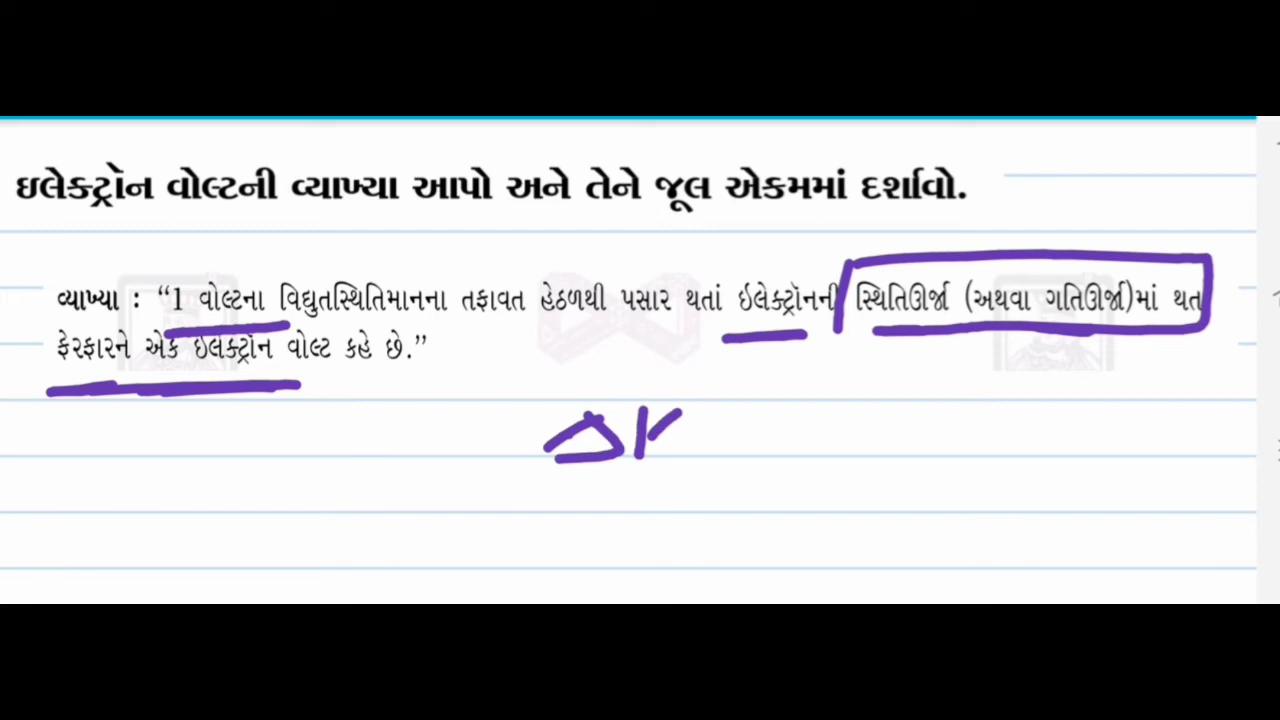 ઇલેક્ટ્રૉન વોલ્ટની વ્યાખ્યા આપો અને તેને જૂલ એકમમાં દર્શાવો.
વ્યાખ્યા : “1 વોલ્ટના વિદ્યુતસ્થિતિમાનના તફાવત હેઠળથી પસાર થતાં ઇલેક્ટ્રૉનની સ્થિતિઊર્જા (અથવા ગતિઊર્જા)માં થત
ફેરફારને એક ઇલેક્ટ્રૉન વોલ્ટ કહે છે.”